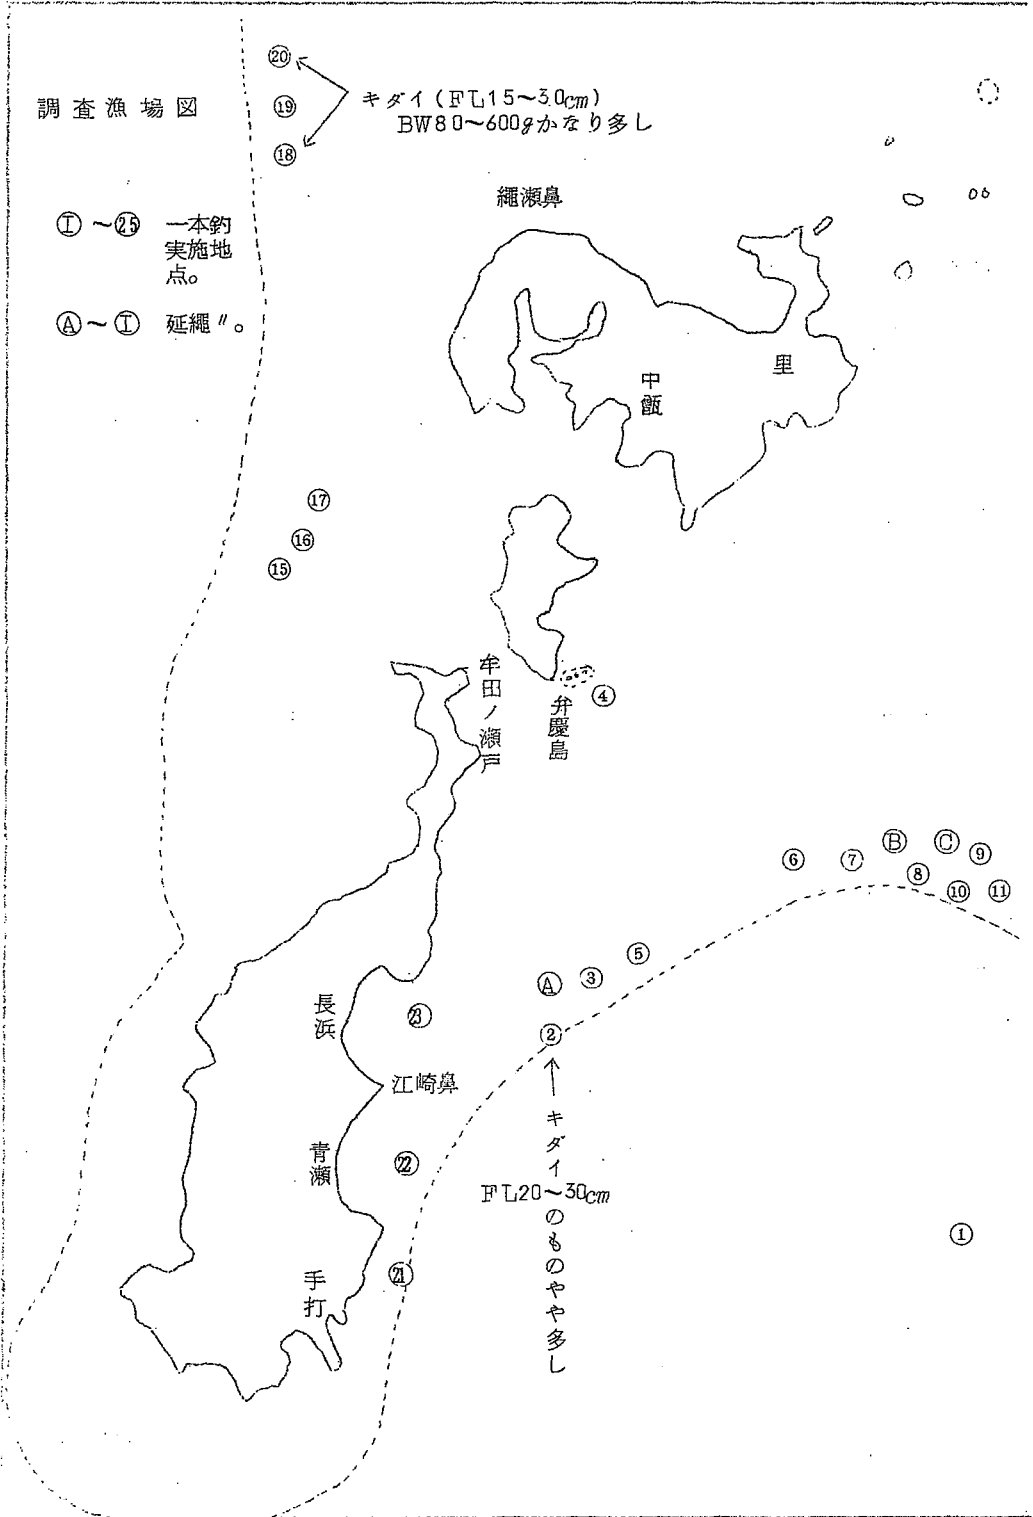 ⑳
調査漁場図
⑲
キダイ(FL15~30cm)
BW80~600gかなり多し
⑱
縄瀬鼻
Ⓘ~㉕ 一本釣
実施地
点。
Ⓐ~Ⓘ 延縄〃。
里
中甑
⑰
⑯
⑮
牟田ノ瀬戸
④
弁慶島
⑥
⑦
Ⓑ
Ⓒ
⑨
⑧
⑩
⑪
⑤
Ⓐ
③
長浜
㉓
②
江崎鼻
キダイ
FL20~30cm
のものやや多し
青瀬
㉒
①
手打
㉑